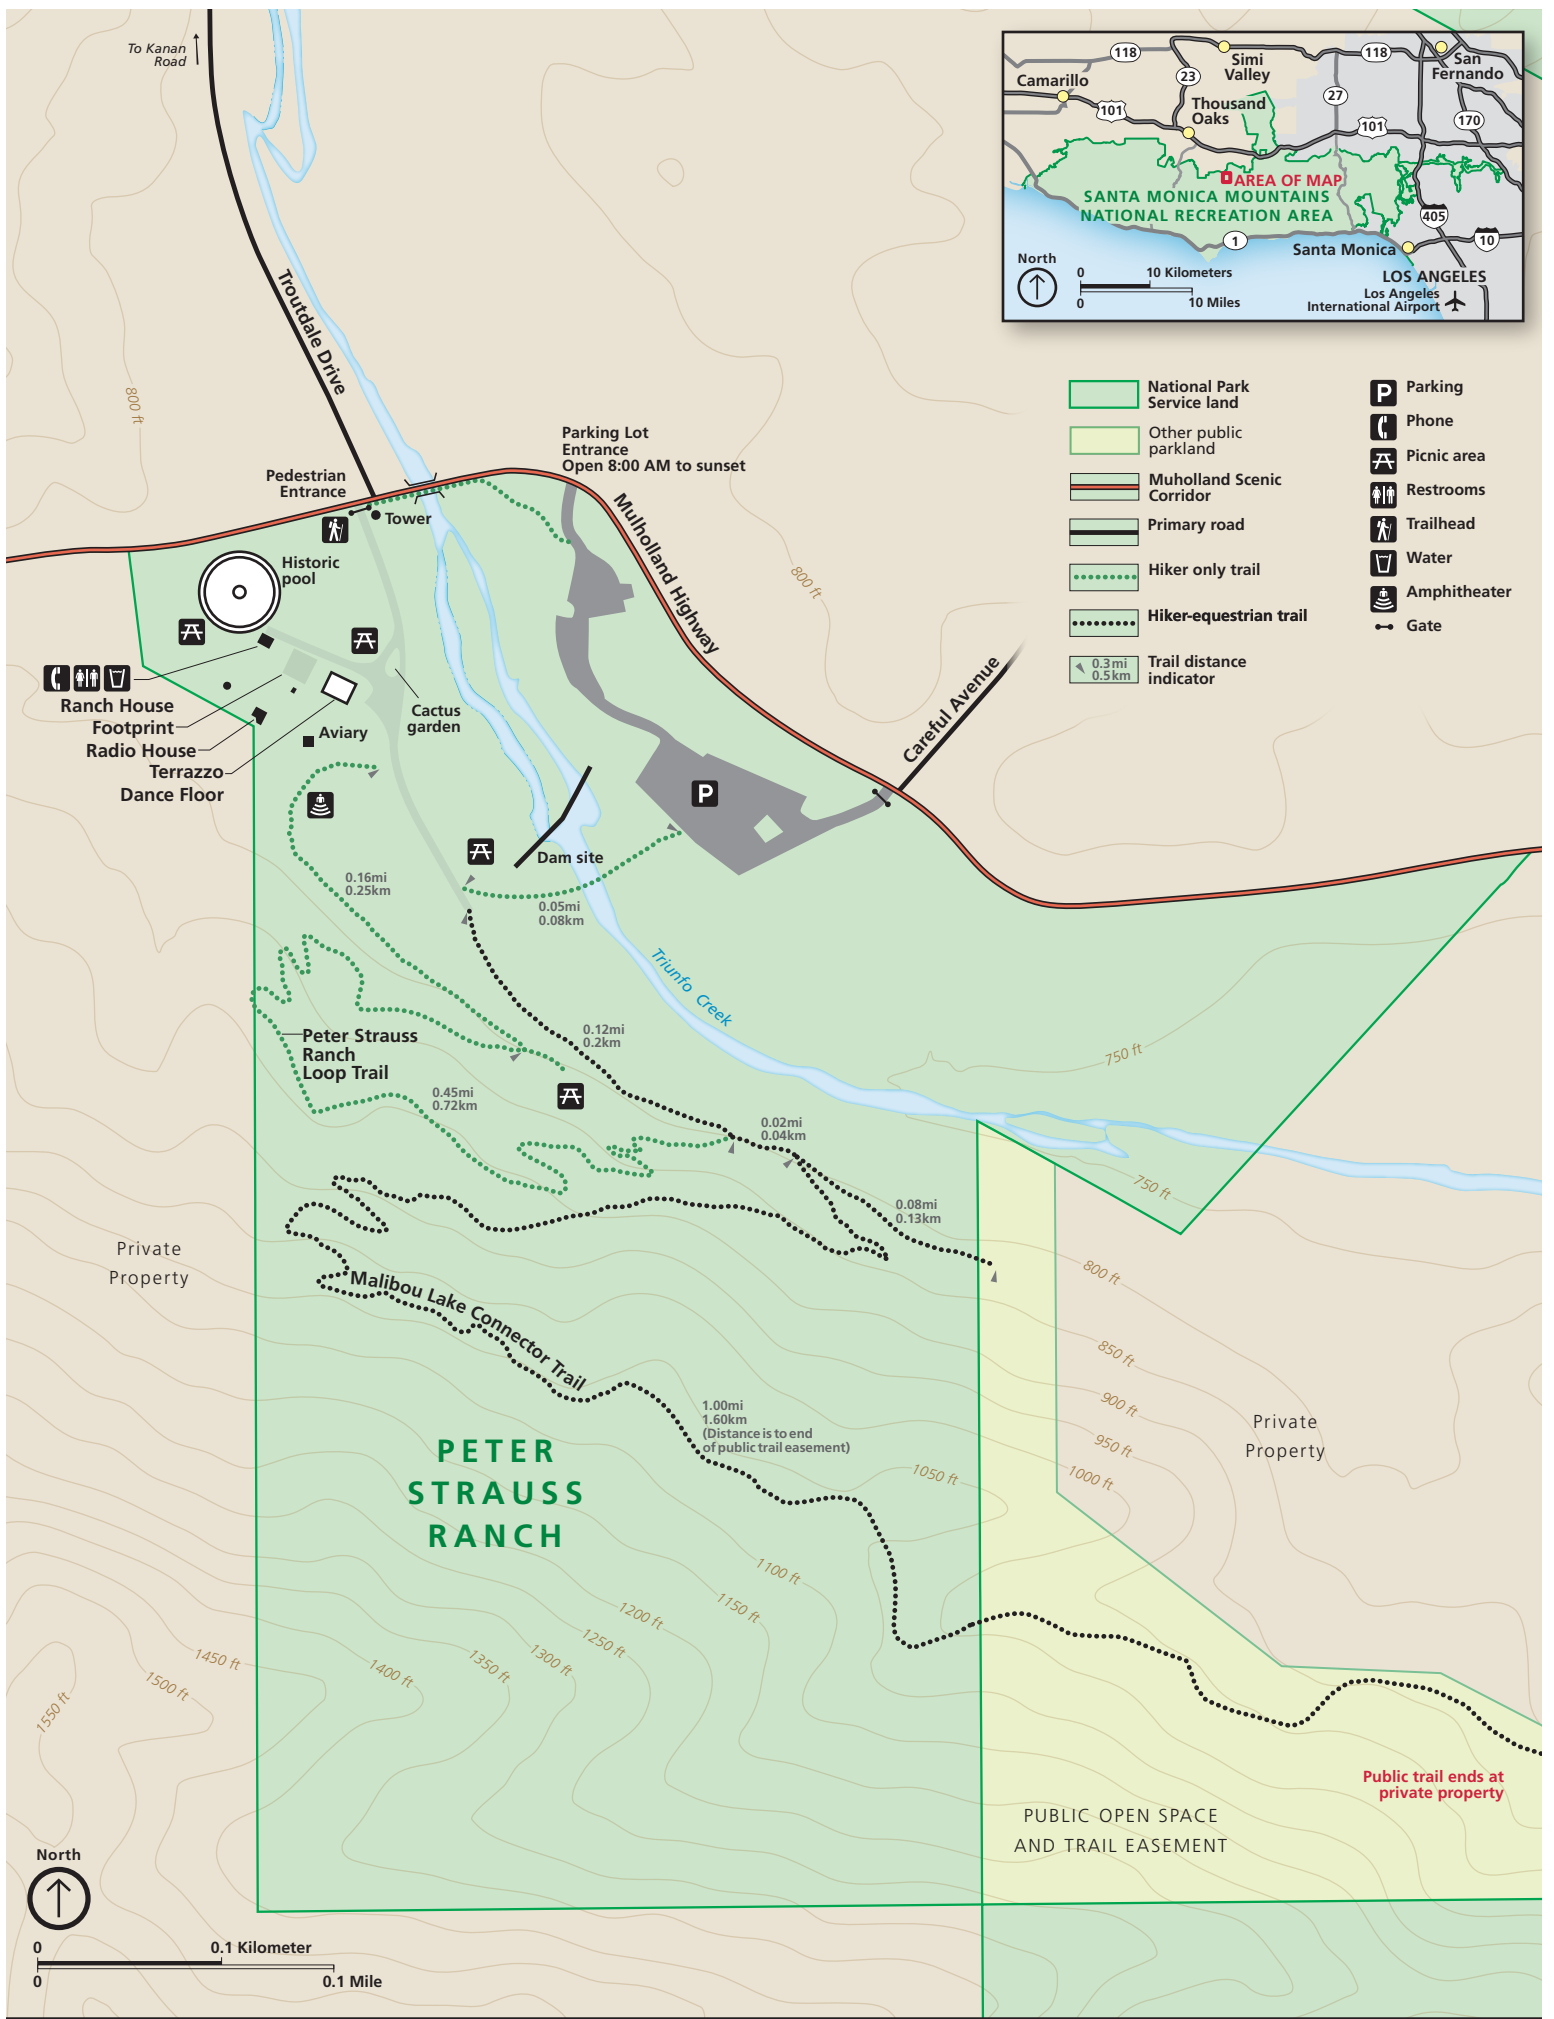 To Kanan
Road
Troutdale Drive
800 ft
118
Simi
Valley
118
San
Fernando
Camarillo
23
27
101
Thousand
Oaks
101
170
AREA OF MAP
SANTA MONICA MOUNTAINS
NATIONAL RECREATION AREA
405
1
10
Santa Monica
North
0
10 Kilometers
0
10 Miles
LOS ANGELES
Los Angeles
International Airport
National Park
Service land
Other public
parkland
Muholland Scenic
Corridor
Primary road
Hiker only trail
Hiker-equestrian trail
0.3mi
0.5km
Trail distance
indicator
P
Parking
Phone
Picnic area
Restrooms
Trailhead
Water
Amphitheater
Gate
Parking Lot
Entrance
Open 8:00 AM to sunset
Pedestrian
Entrance
Tower
Mulholland Highway
800 ft
Historic
pool
Careful Avenue
Ranch House
Footprint
Radio House
Terrazzo
Dance Floor
Cactus
garden
Aviary
P
Dam site
0.16mi
0.25km
0.05mi
0.08km
Triunfo Creek
Peter Strauss
Ranch
Loop Trail
0.12mi
0.2km
750 ft
0.45mi
0.72km
0.02mi
0.04km
750 ft
0.08mi
0.13km
Private
Property
800 ft
Malibou Lake Connector Trail
850 ft
900 ft
950 ft
1000 ft
Private
Property
1.00mi
1.60km
(Distance is to end
of public trail easement)
1050 ft
PETER
STRAUSS
RANCH
1100 ft
1150 ft
1200 ft
1250 ft
1300 ft
1350 ft
1400 ft
1450 ft
1500 ft
1550 ft
Public trail ends at
private property
PUBLIC OPEN SPACE
AND TRAIL EASEMENT
North
0
0.1 Kilometer
0
0.1 Mile